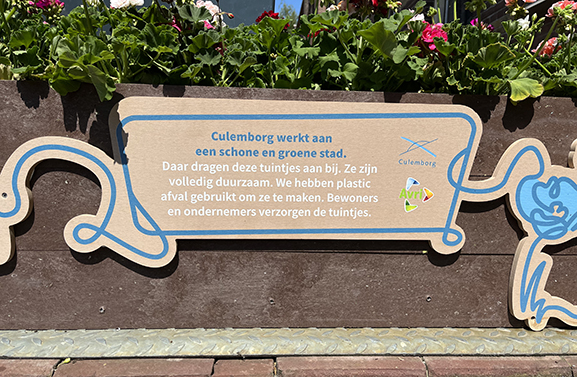 Culemborg werkt aan
een schone en groene stad.
Daar dragen deze tuintjes aan bij. Ze zijn
volledig duurzaam. We hebben plastic
afval gebruikt om ze te maken. Bewoners
en ondernemers verzorgen de tuintjes.
Culemborg
Avri